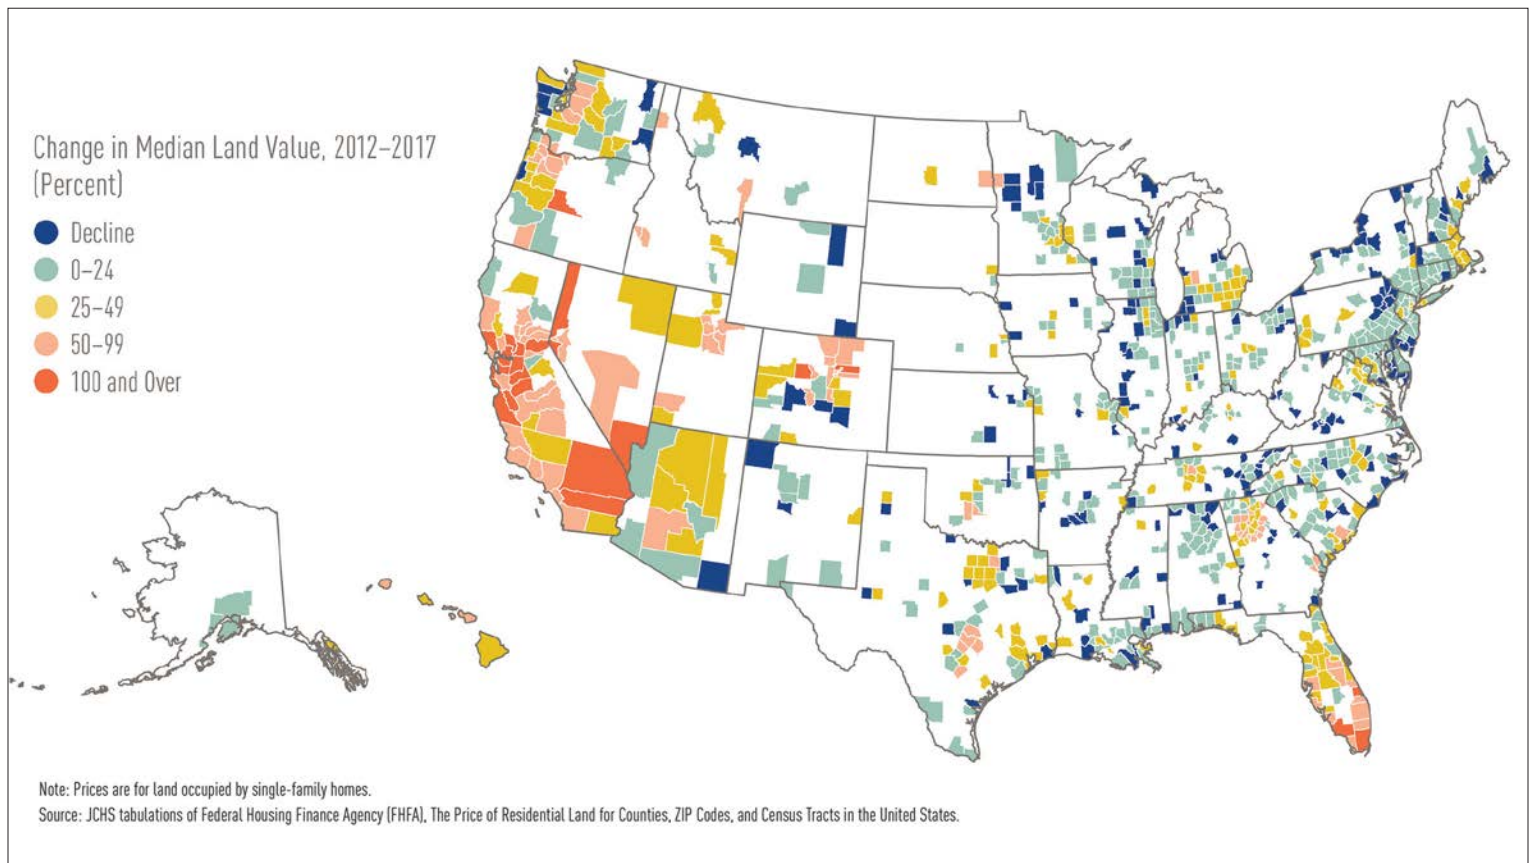 Change in Median Land Value, 2012–2017
(Percent)
Decline
0–24
25–49
50–99
100 and Over
Note: Prices are for land occupied by single-family homes.
Source: JCHS tabulations of Federal Housing Finance Agency (FHFA), The Price of Residential Land for Counties, ZIP Codes, and Census Tracts in the United States.